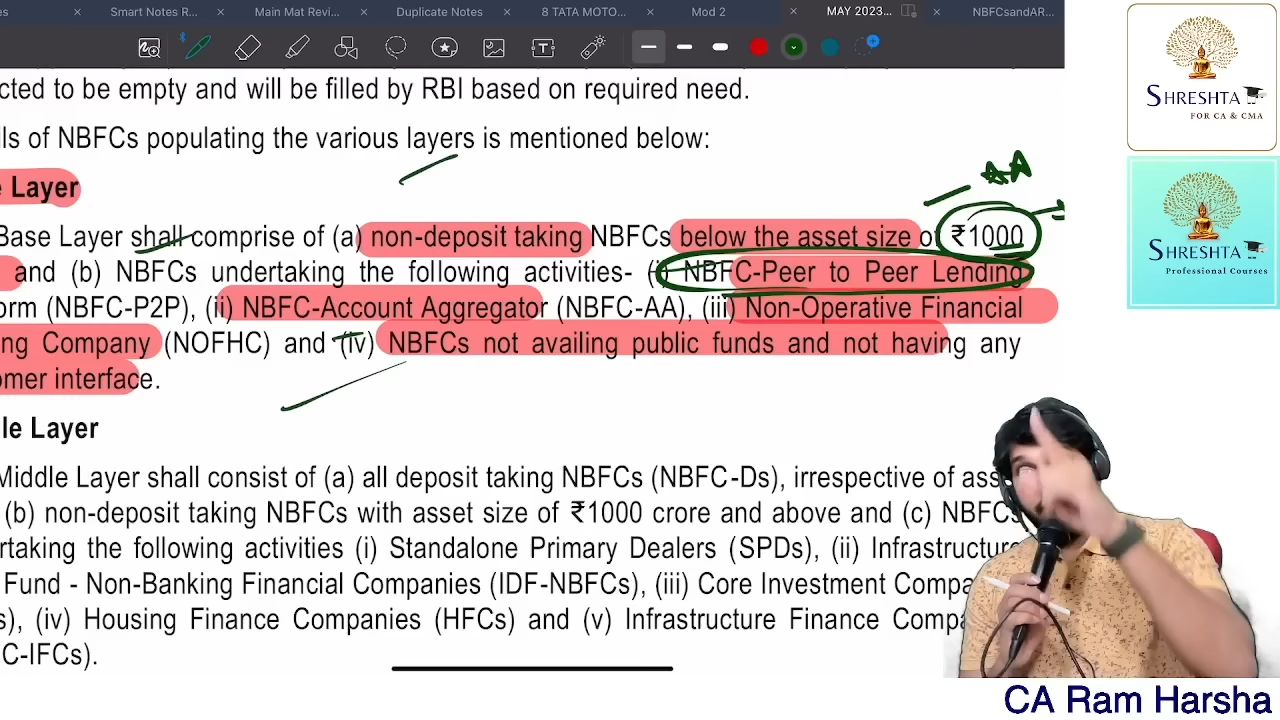 es
Smart Notes R...
Main Mat Revi...
Duplicate Notes
8 TATA MOTO...
Mod 2
MAY 2023...
NBFCsandAR...
cted to be empty and will be filled by RBI based on required need.
ils of NBFCs populating the various layers is mentioned below:
AA
e Layer
Base Layer shall comprise of (a) non-deposit taking NBFCs below the asset size of ₹1000
and (b) NBFCs undertaking the following activities- (i) NBFC-Peer to Peer Lending
orm (NBFC-P2P), (ii) NBFC-Account Aggregator (NBFC-AA), (iii) Non-Operative Financial
ng Company (NOFHC) and (iv) NBFCs not availing public funds and not having any
omer interface.
le Layer
Middle Layer shall consist of (a) all deposit taking NBFCs (NBFC-Ds), irrespective of ass
(b) non-deposit taking NBFCs with asset size of ₹1000 crore and above and (c) NBFCs
rtaking the following activities (i) Standalone Primary Dealers (SPDs), (ii) Infrastructure
Fund - Non-Banking Financial Companies (IDF-NBFCs), (iii) Core Investment Compa
s), (iv) Housing Finance Companies (HFCs) and (v) Infrastructure Finance Compa
C-IFCs).
SHRESHTA
FOR CA & CMA
SHRESHTA
Professional Courses
CA Ram Harsha